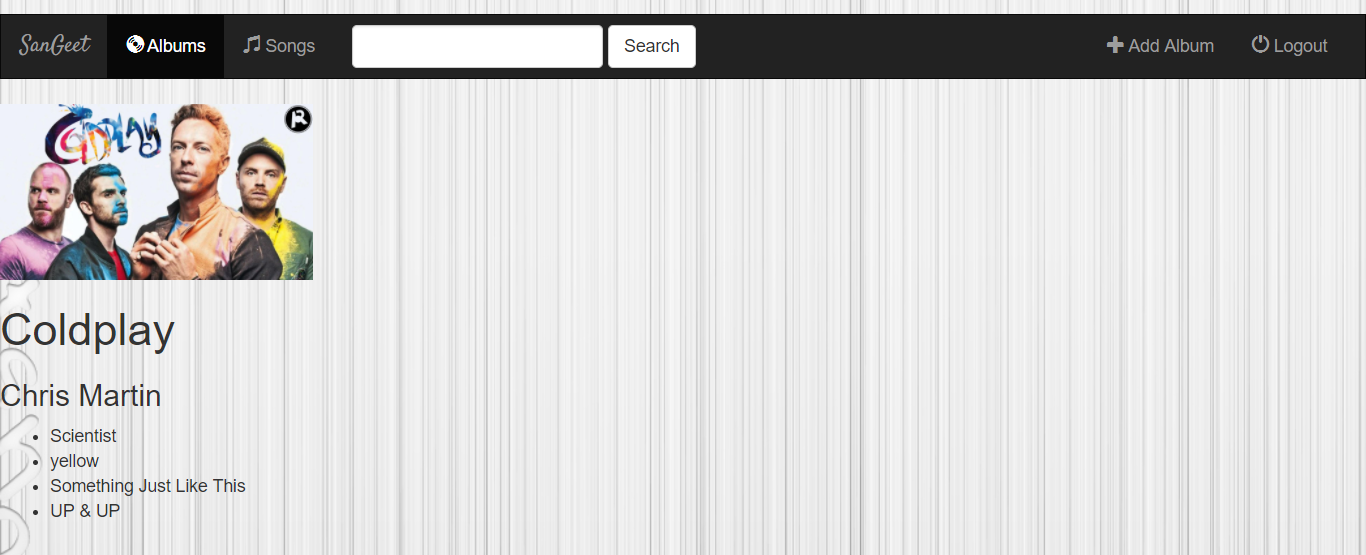 SanGeet Albums Songs Search Add Album Logout
Coldplay
R
Coldplay
Chris Martin
Scientist
yellow
Something Just Like This
UP & UP